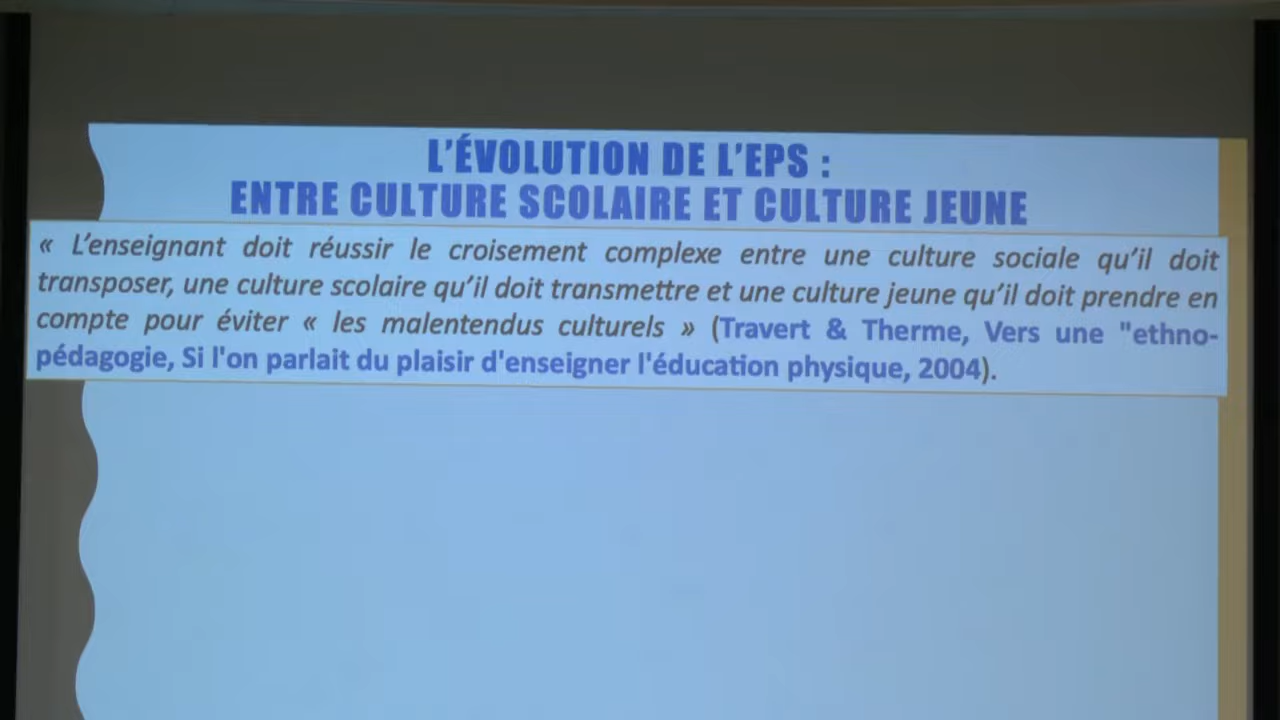 L'ÉVOLUTION DE L'EPS :
ENTRE CULTURE SCOLAIRE ET CULTURE JEUNE
« L'enseignant doit réussir le croisement complexe entre une culture sociale qu'il doit
transposer, une culture scolaire qu'il doit transmettre et une culture jeune qu'il doit prendre en
compte pour éviter « les malentendus culturels » (Travert & Therme, Vers une "ethno-
pédagogie, Si l'on parlait du plaisir d'enseigner l'éducation physique, 2004).